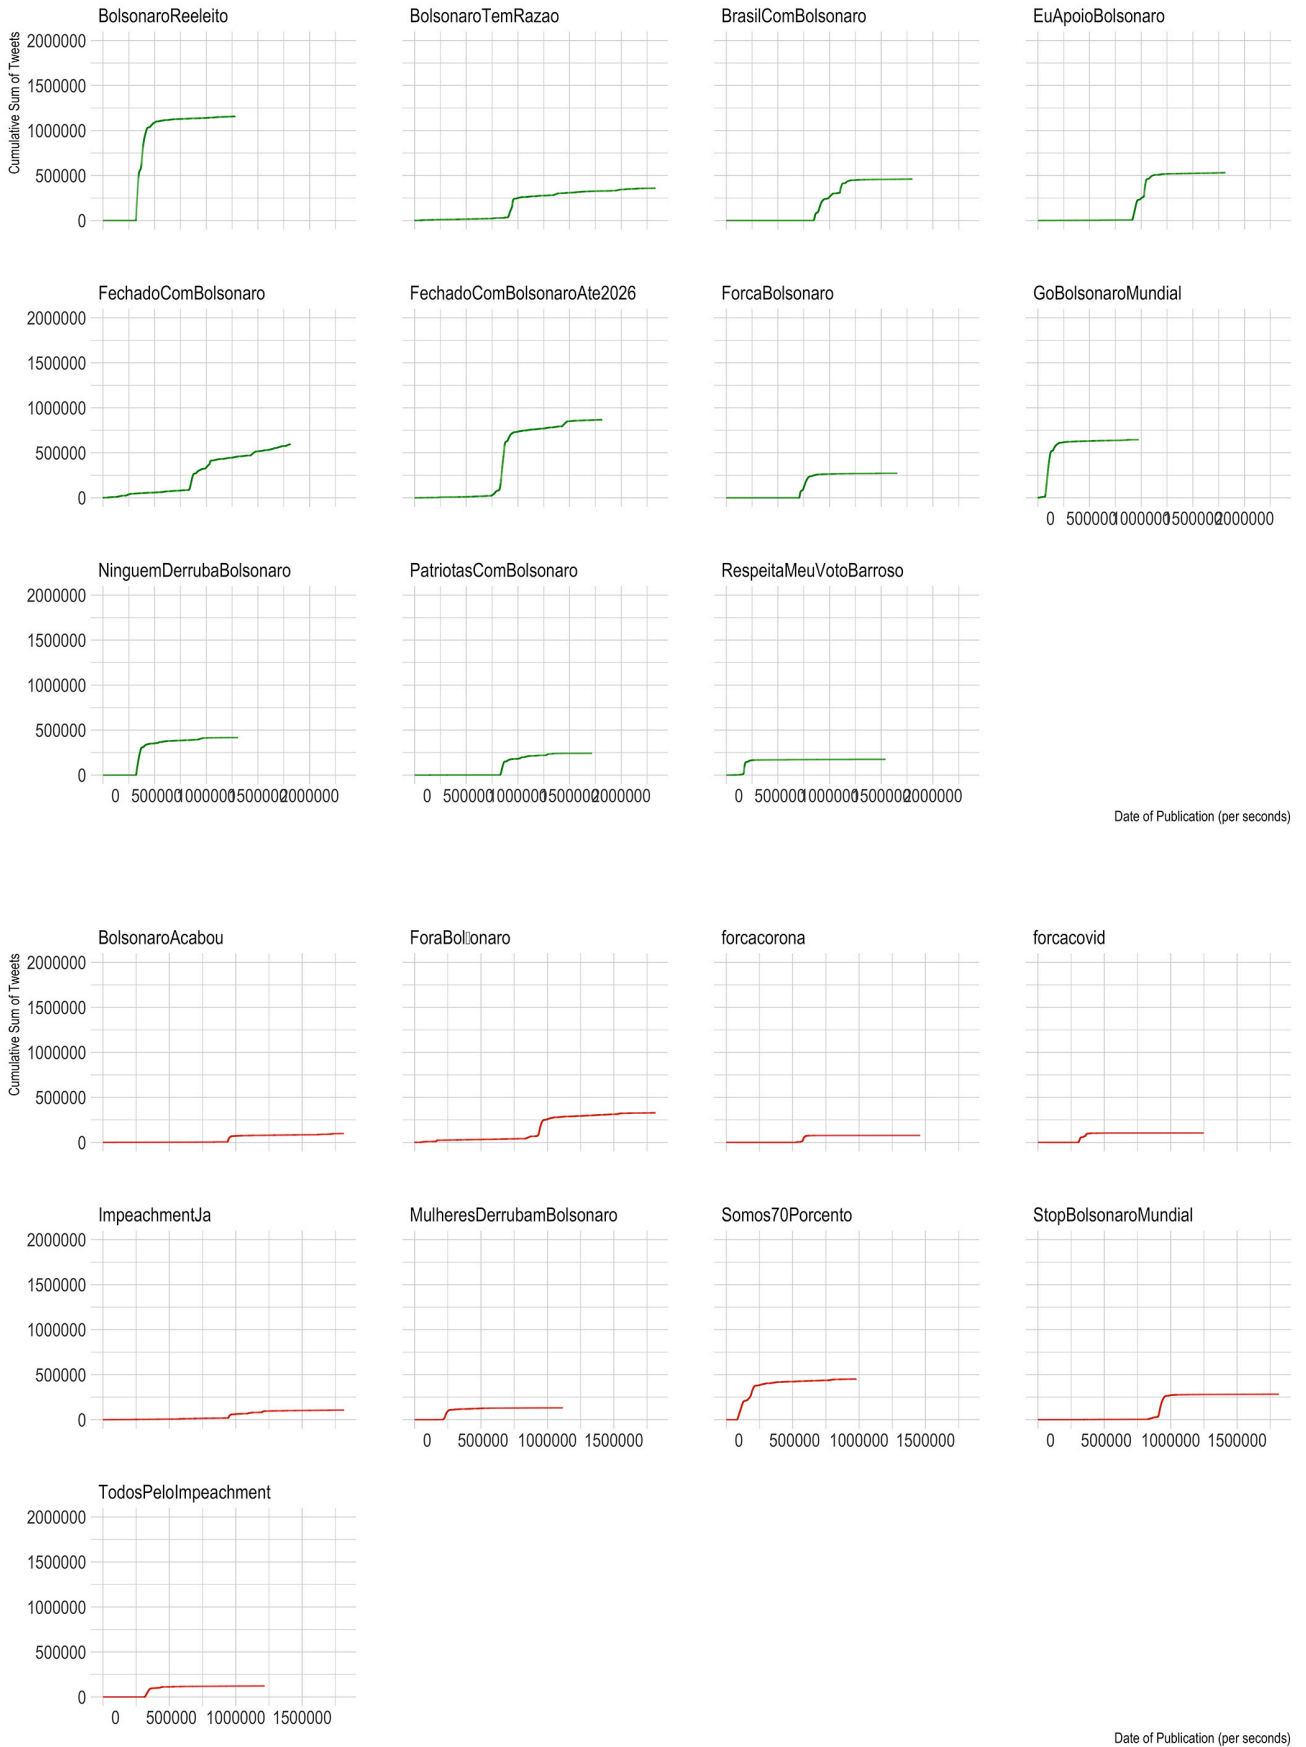 BolsonaroReeleito
BolsonaroTemRazao
BrasilComBolsonaro
EuApoioBolsonaro
Cumulative Sum of Tweets
2000000
1500000
1000000
500000
0
FechadoComBolsonaro
FechadoComBolsonaroAte2026
ForcaBolsonaro
GoBolsonaroMundial
2000000
1500000
1000000
500000
0
0 500000 1000000 1500000 2000000
NinguemDerrubaBolsonaro
PatriotasComBolsonaro
RespeitaMeuVotoBarroso
2000000
1500000
1000000
500000
0
0 500000 1000000 1500000 2000000
0 500000 1000000 1500000 2000000
0 500000 1000000 1500000 2000000
Date of Publication (per seconds)
BolsonaroAcabou
ForaBol▯onaro
forcacorona
forcacovid
Cumulative Sum of Tweets
2000000
1500000
1000000
500000
0
ImpeachmentJa
MulheresDerrubamBolsonaro
Somos70Porcento
StopBolsonaroMundial
2000000
1500000
1000000
500000
0
0 500000 1000000 1500000
0 500000 1000000 1500000
0 500000 1000000 1500000
TodosPeloImpeachment
2000000
1500000
1000000
500000
0
0 500000 1000000 1500000
Date of Publication (per seconds)